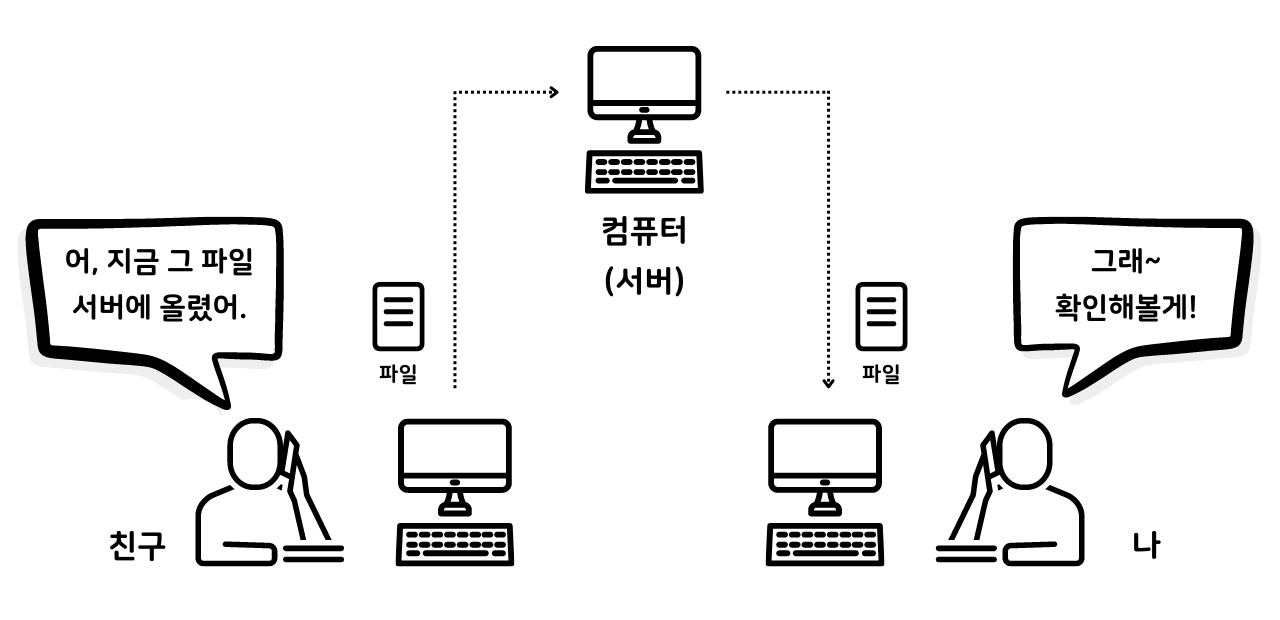 컴퓨터
(서버)
어, 지금 그 파일
서버에 올렸어.
그래~
확인해볼게!
파일
파일
친구
나